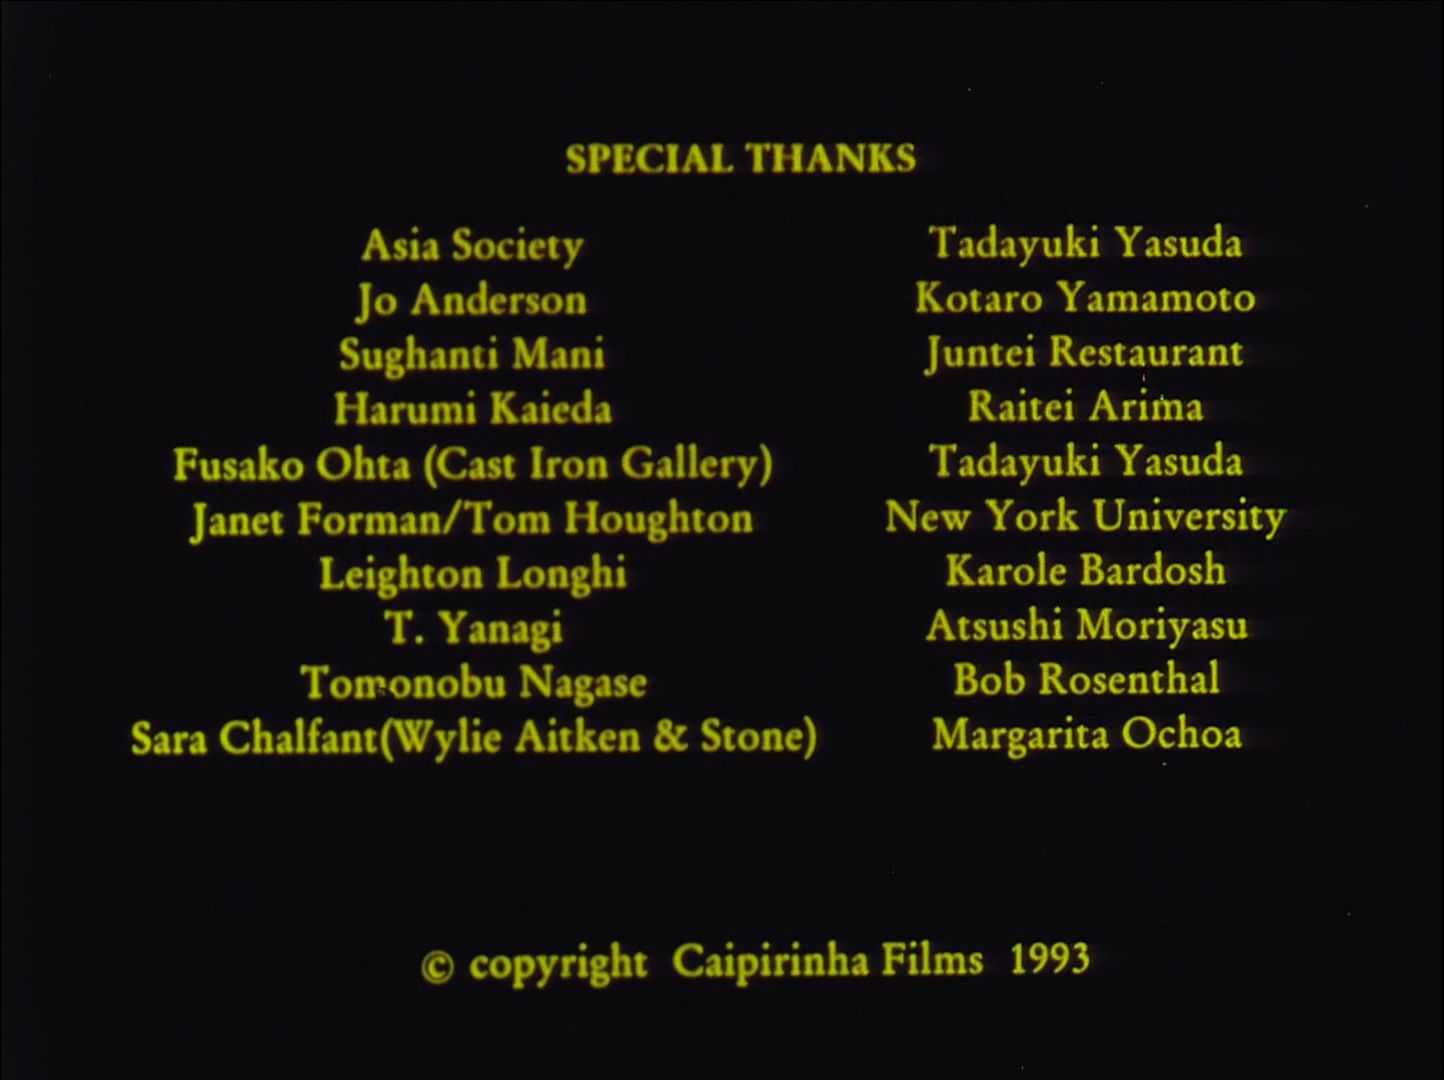 SPECIAL THANKS
Asia Society
Jo Anderson
Sughanti Mani
Harumi Kaieda
Fusako Ohta (Cast Iron Gallery)
Janet Forman/Tom Houghton
Leighton Longhi
T. Yanagi
Tomonobu Nagase
Sara Chalfant(Wylie Aitken & Stone)
Tadayuki Yasuda
Kotaro Yamamoto
Juntei Restaurant
Raitei Arima
Tadayuki Yasuda
New York University
Karole Bardosh
Atsushi Moriyasu
Bob Rosenthal
Margarita Ochoa
© copyright Caipirinha Films 1993